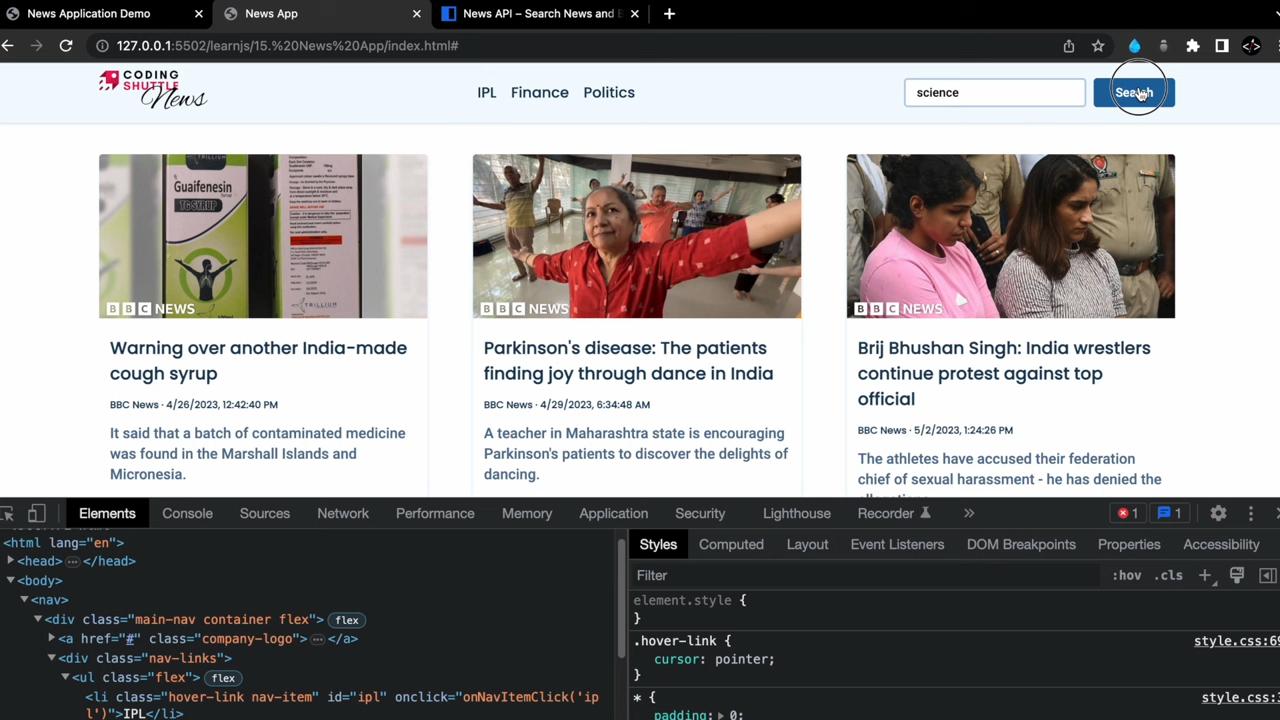 News Application Demo
News App
News API – Search News and B
127.0.0.1:5502/learnjs/15.%20News%20App/index.html#
CODING
SHUTTLE
News
IPL Finance Politics
science
Search
TRILLIUM
Guaifenesin
TG SYRUP
TRILLIUM
BBC NEWS
BBC NEWS
BBC NEWS
Warning over another India-made
cough syrup
BBC News · 4/26/2023, 12:42:40 PM
It said that a batch of contaminated medicine
was found in the Marshall Islands and
Micronesia.
Parkinson's disease: The patients
finding joy through dance in India
BBC News · 4/29/2023, 6:34:48 AM
A teacher in Maharashtra state is encouraging
Parkinson's patients to discover the delights of
dancing.
Brij Bhushan Singh: India wrestlers
continue protest against top
official
BBC News · 5/2/2023, 1:24:26 PM
The athletes have accused their federation
chief of sexual harassment - he has denied the
allegations
Elements Console Sources Network Performance Memory Application Security Lighthouse Recorder » 1 1
<html lang="en">
<head> … </head>
<body>
<nav>
<div class="main-nav container flex"> flex
<a href="#" class="company-logo"> … </a>
<div class="nav-links">
<ul class="flex"> flex
<li class="hover-link nav-item" id="ipl" onclick="onNavItemClick('ip
l')">IPL</li>
Styles Computed Layout Event Listeners DOM Breakpoints Properties Accessibility
Filter :hov .cls +
element.style {
}
.hover-link { style.css:69
cursor: pointer;
}
* { style.css:3
padding: 0;